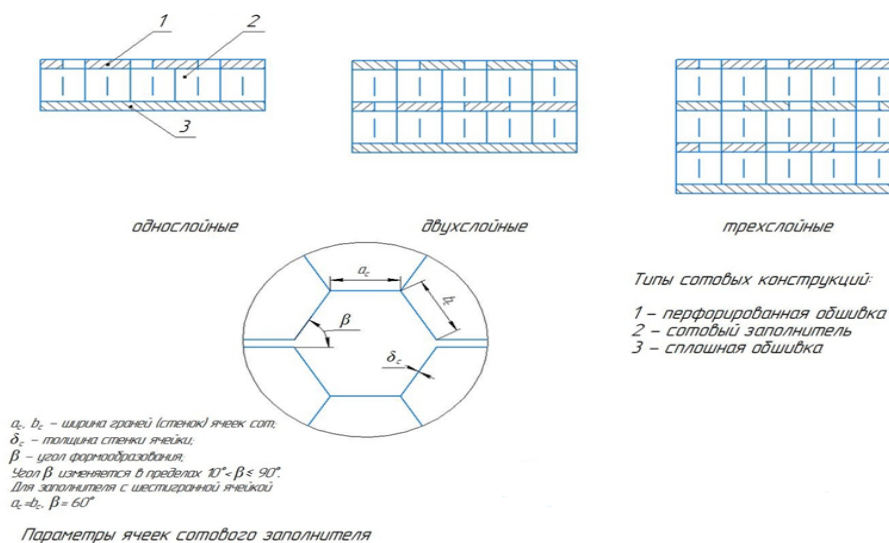 1
2
3
однослойные
двухслойные
трехслойные
Типы сотовых конструкций:
1 – перфорированная обшивка
2 – сотовый заполнитель
3 – сплошная обшивка
a_c
b_c
β
δ_c
a_c, b_c – ширина граней (стенок) ячеек сот;
δ_c – толщина стенки ячейки;
β – угол формообразования;
Угол β изменяется в пределах 10°<β≤ 90°.
Для заполнителя с шестигранной ячейкой
a_c=b_c, β=60°
Параметры ячеек сотового заполнителя